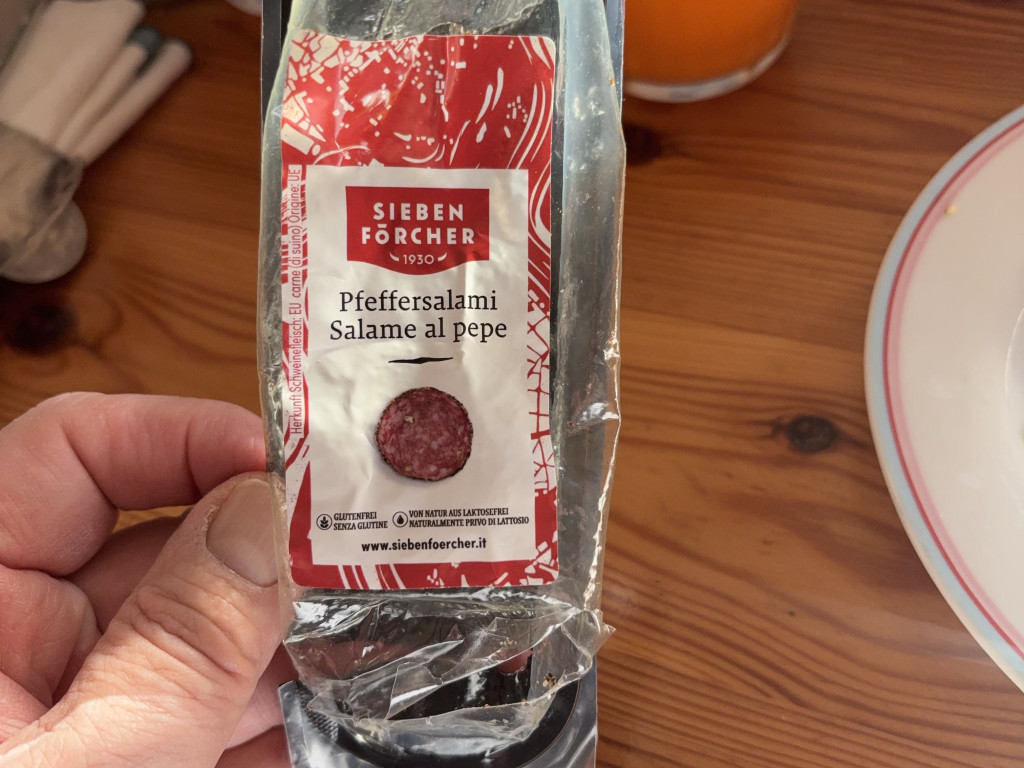 SIEBEN
FÖRCHER
1930
Pfeffersalami
Salame al pepe
Herkunft Schweinefleisch: EU carne (di suino) Origine: UE
GLUTENFREI
SENZA GLUTINE
VON NATUR AUS LAKTOSEFREI
NATURALMENTE PRIVO DI LATTOSIO
www.siebenfoercher.it